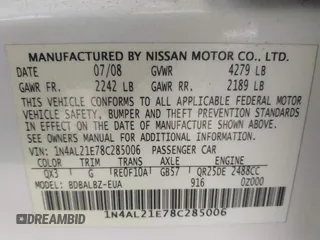 MANUFACTURED BY NISSAN MOTOR CO., LTD.
DATE 07/08 GVWR 4279 LB
GAWR FR. 2242 LB GAWR RR. 2189 LB
THIS VEHICLE CONFORMS TO ALL APPLICABLE FEDERAL MOTOR
VEHICLE SAFETY, BUMPER AND THEFT PREVENTION STANDARDS
IN EFFECT ON THE DATE OF MANUFACTURE SHOWN ABOVE.
SEE OWNER'S MANUAL FOR ADDITIONAL INFORMATION.
VIN: 1N4AL21E78C285006 PASSENGER CAR
COLOR TRIM TRANS AXLE ENGINE
QX3 G RE0F10A GB57 QR25DE 2488CC
MODEL: BDBALBZ-EUA 916 0Z000
1N4AL21E78C285006
DREAMBID